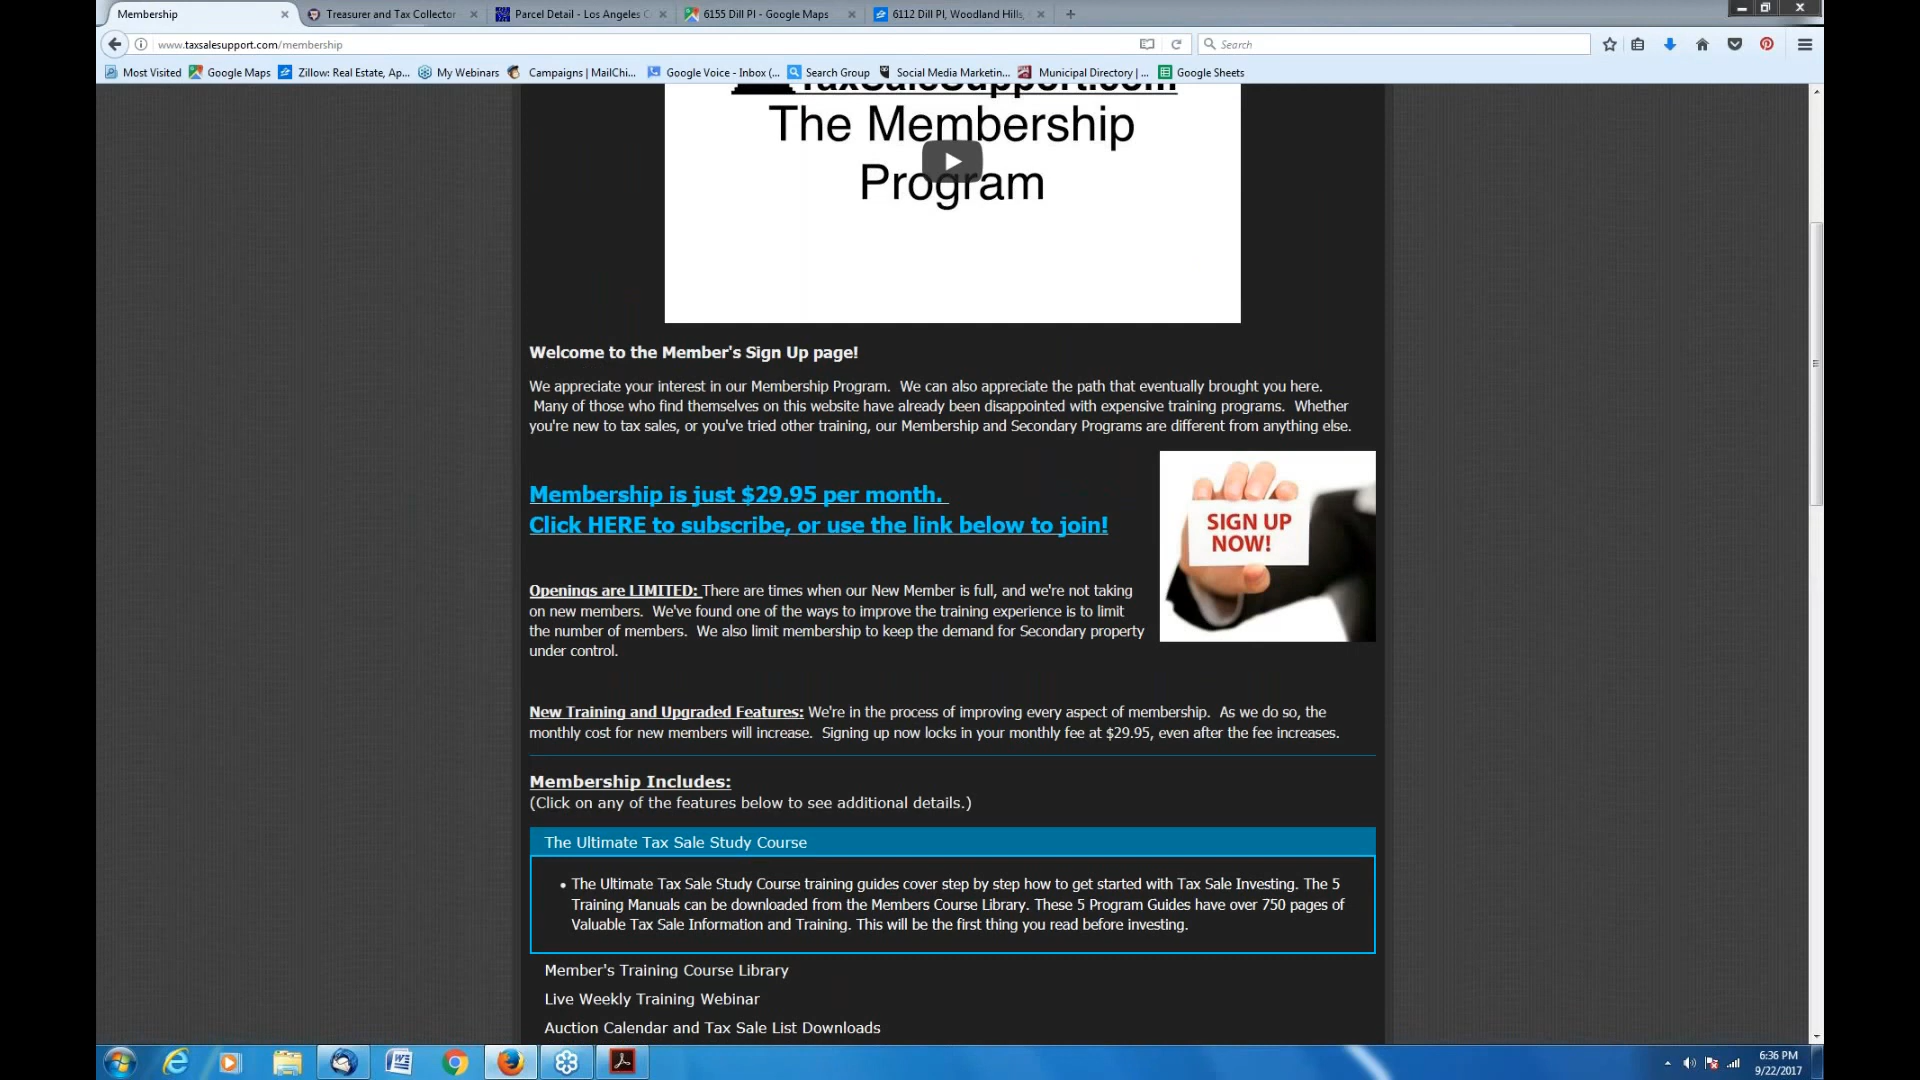 Membership
Treasurer and Tax Collector
Parcel Detail - Los Angeles C
6155 Dill Pl - Google Maps
6112 Dill Pl, Woodland Hills,
www.taxsalesupport.com/membership
Search
Most Visited
Google Maps
Zillow: Real Estate, Ap...
My Webinars
Campaigns | MailChi...
Google Voice - Inbox (...
Search Group
Social Media Marketin...
Municipal Directory | ...
Google Sheets
TaxSaleSupport.com
The Membership
Program
Welcome to the Member's Sign Up page!
We appreciate your interest in our Membership Program. We can also appreciate the path that eventually brought you here.
Many of those who find themselves on this website have already been disappointed with expensive training programs. Whether
you're new to tax sales, or you've tried other training, our Membership and Secondary Programs are different from anything else.
Membership is just $29.95 per month.
Click HERE to subscribe, or use the link below to join!
SIGN UP
NOW!
Openings are LIMITED: There are times when our New Member is full, and we're not taking
on new members. We've found one of the ways to improve the training experience is to limit
the number of members. We also limit membership to keep the demand for Secondary property
under control.
New Training and Upgraded Features: We're in the process of improving every aspect of membership. As we do so, the
monthly cost for new members will increase. Signing up now locks in your monthly fee at $29.95, even after the fee increases.
Membership Includes:
(Click on any of the features below to see additional details.)
The Ultimate Tax Sale Study Course
• The Ultimate Tax Sale Study Course training guides cover step by step how to get started with Tax Sale Investing. The 5
Training Manuals can be downloaded from the Members Course Library. These 5 Program Guides have over 750 pages of
Valuable Tax Sale Information and Training. This will be the first thing you read before investing.
Member's Training Course Library
Live Weekly Training Webinar
Auction Calendar and Tax Sale List Downloads
6:36 PM
9/22/2017